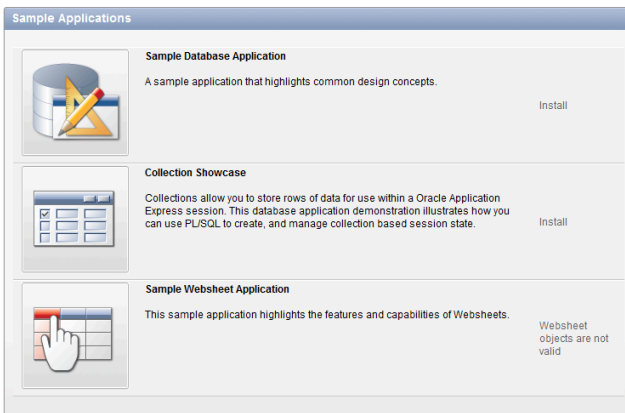 Sample Applications
Sample Database Application
A sample application that highlights common design concepts.
Install
Collection Showcase
Collections allow you to store rows of data for use within a Oracle Application
Express session. This database application demonstration illustrates how you
can use PL/SQL to create, and manage collection based session state.
Install
Sample Websheet Application
This sample application highlights the features and capabilities of Websheets.
Websheet
objects are not
valid